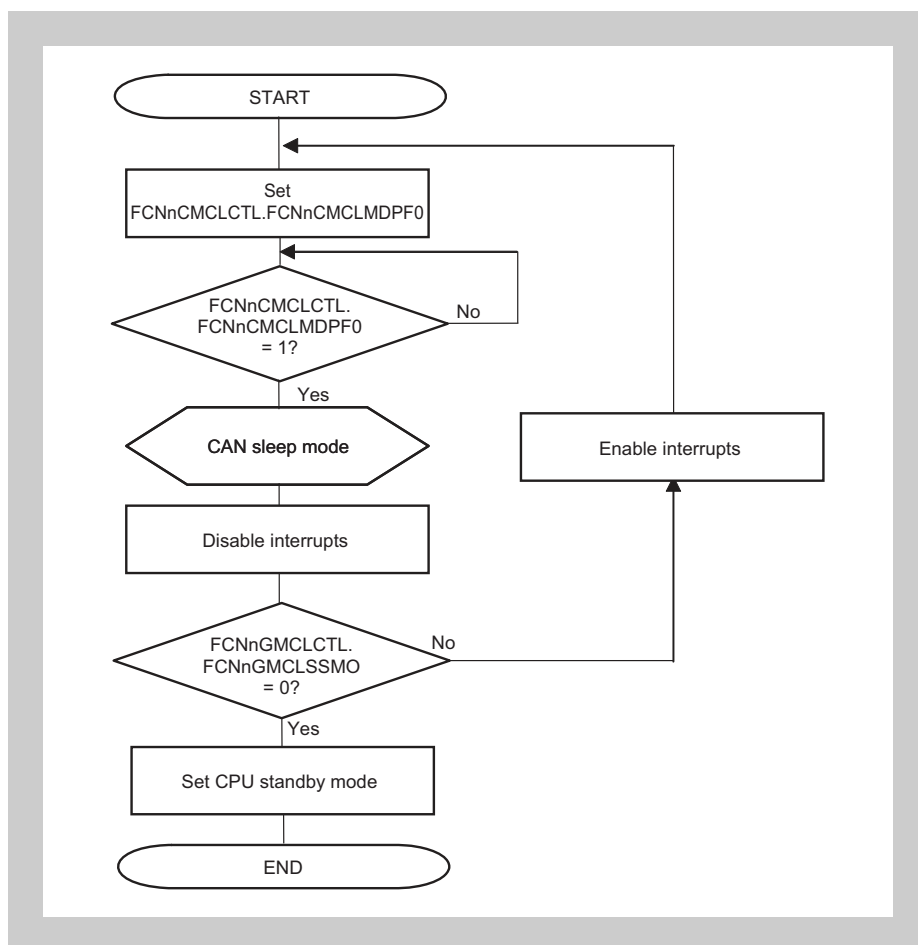 START
Set
FCNnCMCLCTL.FCNnCMCLMDPF0
FCNnCMCLCTL.
FCNnCMCLMDPF0
= 1?
No
Yes
CAN sleep mode
Enable interrupts
Disable interrupts
FCNnGMCLCTL.
FCNnGMCLSSMO
= 0?
No
Yes
Set CPU standby mode
END